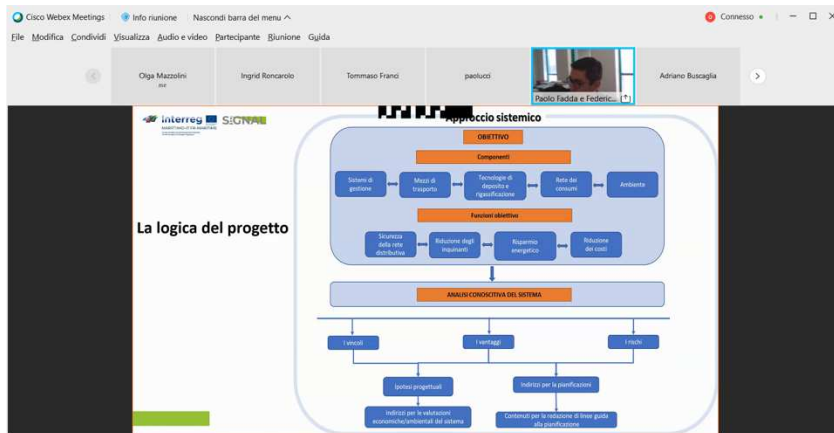 Cisco Webex Meetings
Info riunione
Nascondi barra del menu
Connesso
File Modifica Condividi Visualizza Audio e video Partecipante Riunione Guida
Olga Mazzolini
Ingrid Roncarolo
Tommaso Franci
paolucci
Paolo Fadda e Federic...
Adriano Buscaglia
Interreg
SIGNAL
Approccio sistemico
La logica del progetto
OBIETTIVO
Componenti
Sistemi di
gestione
Mezzi di
trasporto
Tecnologie di
deposito e
rigassificazione
Rete dei
consumi
Ambiente
Funzioni obiettivo
Sicurezza
della rete
distributiva
Riduzione degli
inquinanti
Risparmio
energetico
Riduzione
dei costi
ANALISI CONOSCITIVA DEL SISTEMA
I vincoli
I vantaggi
I rischi
Ipotesi progettuali
Indirizzi per la pianificazioni
Indirizzi per le valutazioni
economiche/ambientali del sistema
Contenuti per la redazione di linee guida
alla pianificazione